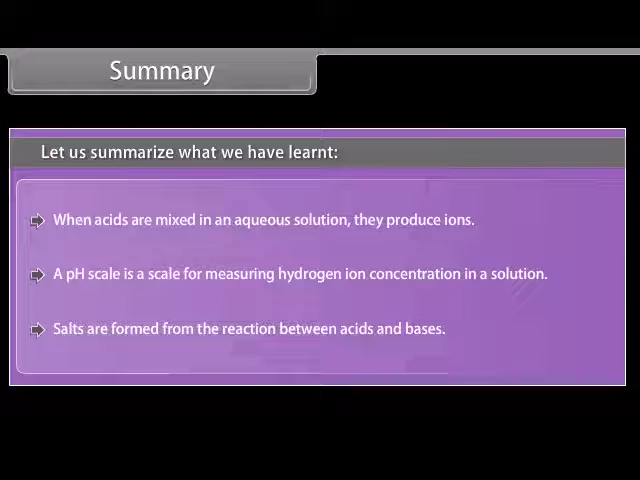 Summary
Let us summarize what we have learnt:
When acids are mixed in an aqueous solution, they produce ions.
A pH scale is a scale for measuring hydrogen ion concentration in a solution.
Salts are formed from the reaction between acids and bases.